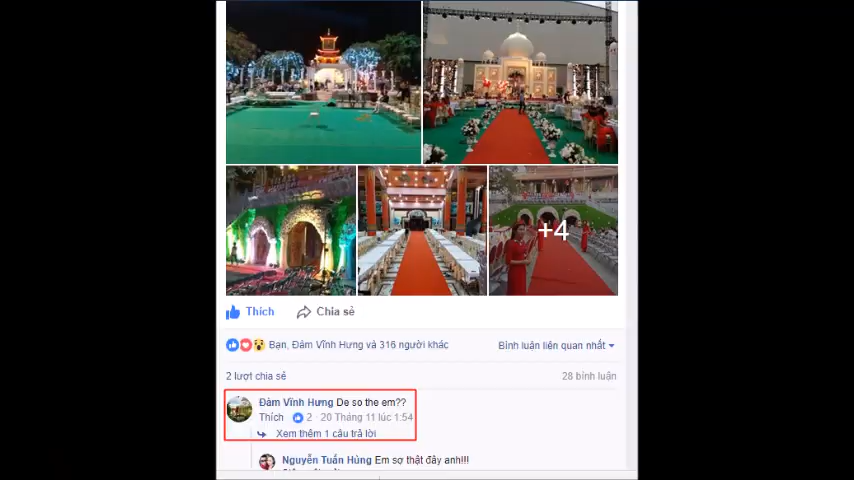 +4
Thích Chia sẻ
Bạn, Đàm Vĩnh Hưng và 316 người khác Bình luận liên quan nhất
2 lượt chia sẻ 28 bình luận
Đàm Vĩnh Hưng De so the em??
Thích 2 · 20 Tháng 11 lúc 1:54
Xem thêm 1 câu trả lời
Nguyễn Tuấn Hùng Em sợ thật đây anh!!!